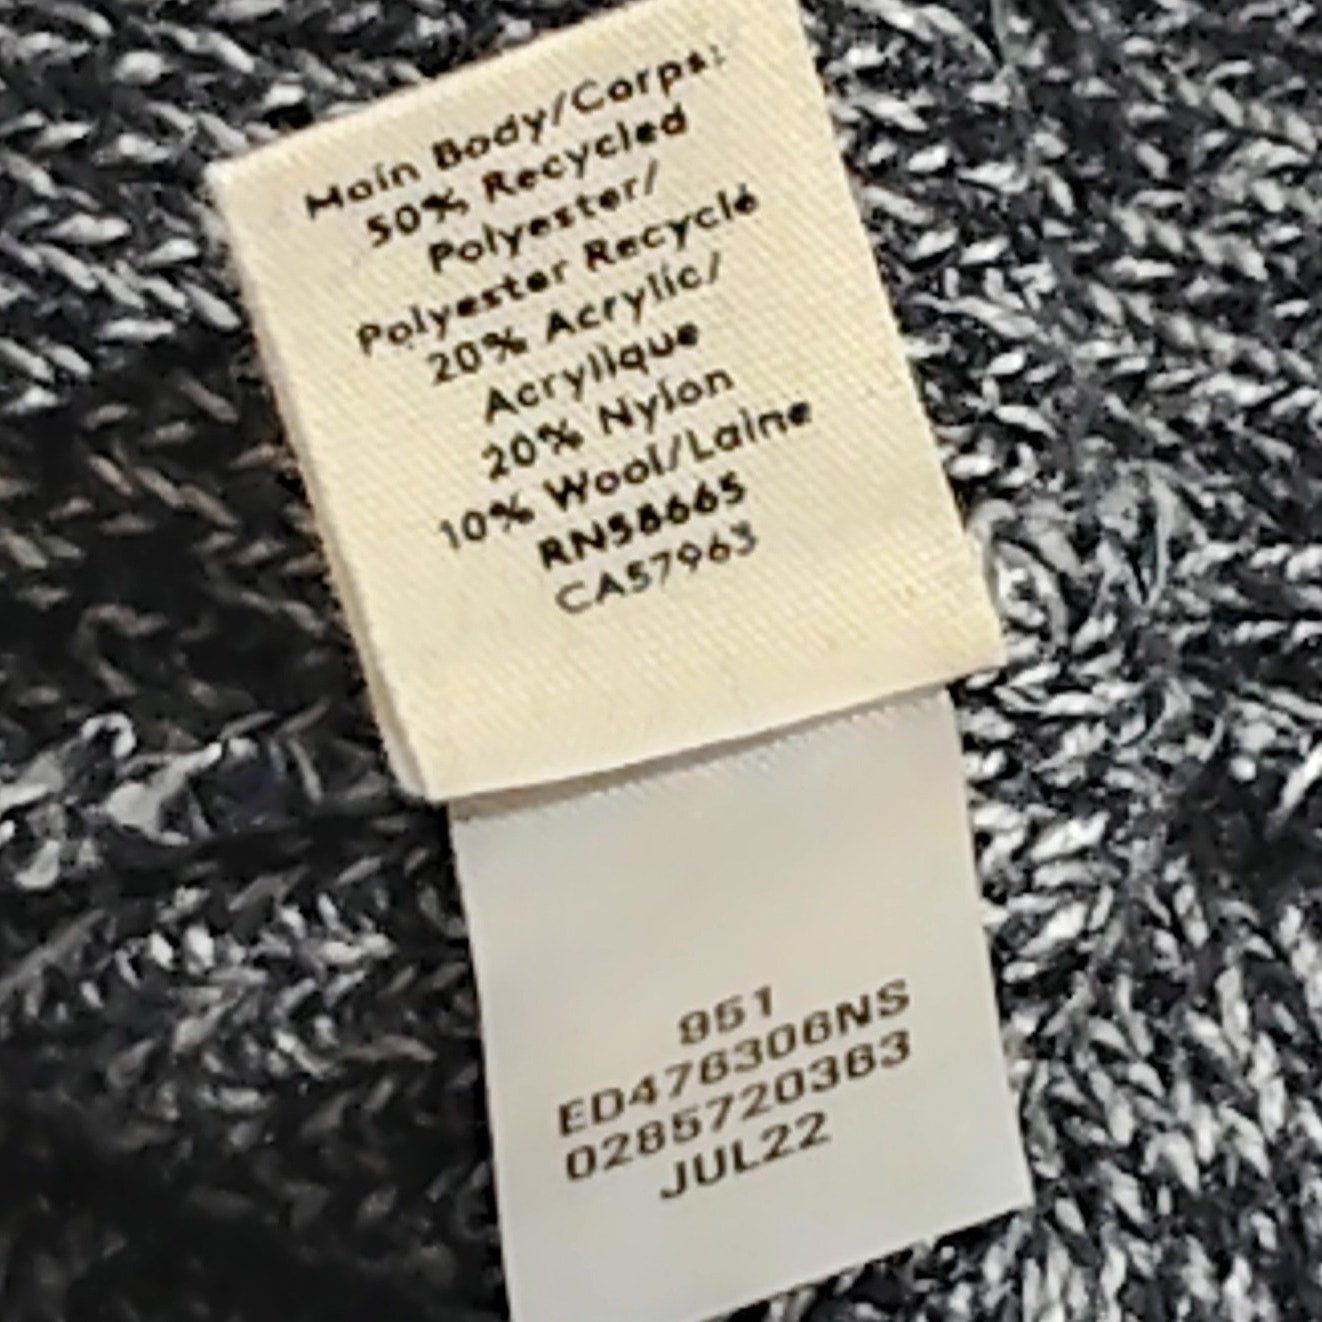 Main Body/Corps:
50% Recycled
Polyester/
Polyester Recyclé
20% Acrylic/
Acrylique
20% Nylon
10% Wool/Laine
RN58665
CA57963
951
ED476306NS
0285720363
JUL22